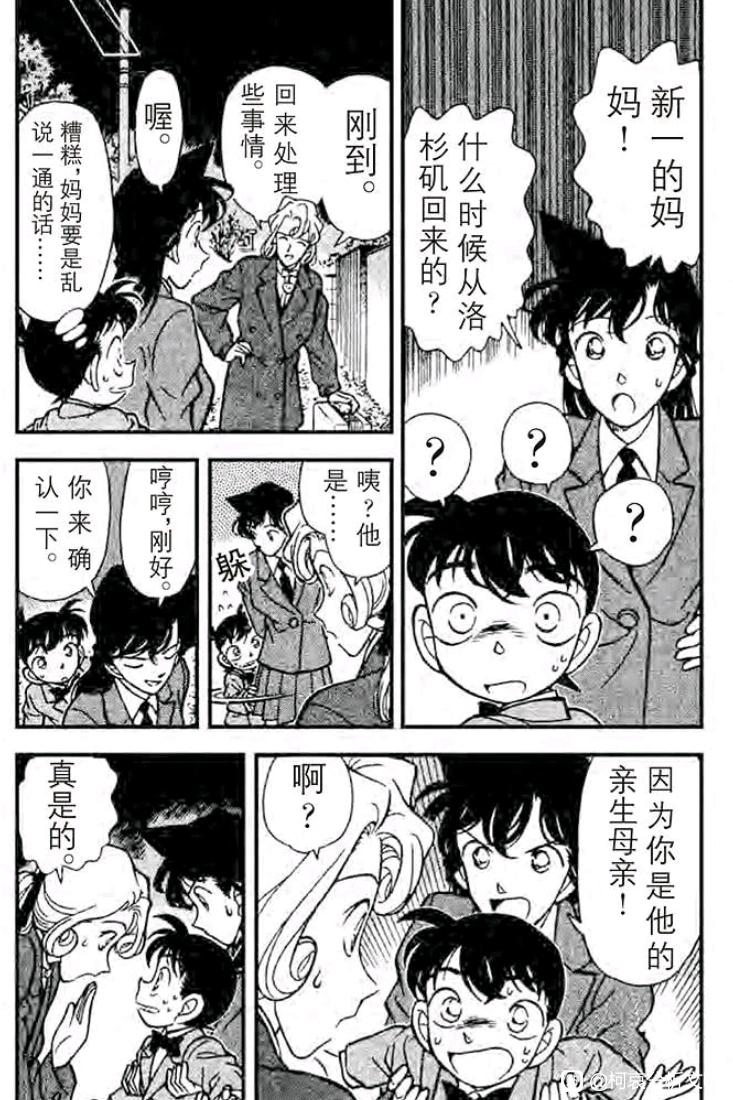 新一的妈
妈！
什么时候从洛
杉矶回来的？
？
？
？
刚到。
回来处理
些事情。
喔。
糟糕，妈妈要是乱
说一通的话……
咦？他
是……
躲
哼哼，刚好。
你来确
认一下。
因为你是他的
亲生母亲！
啊？
真是的。